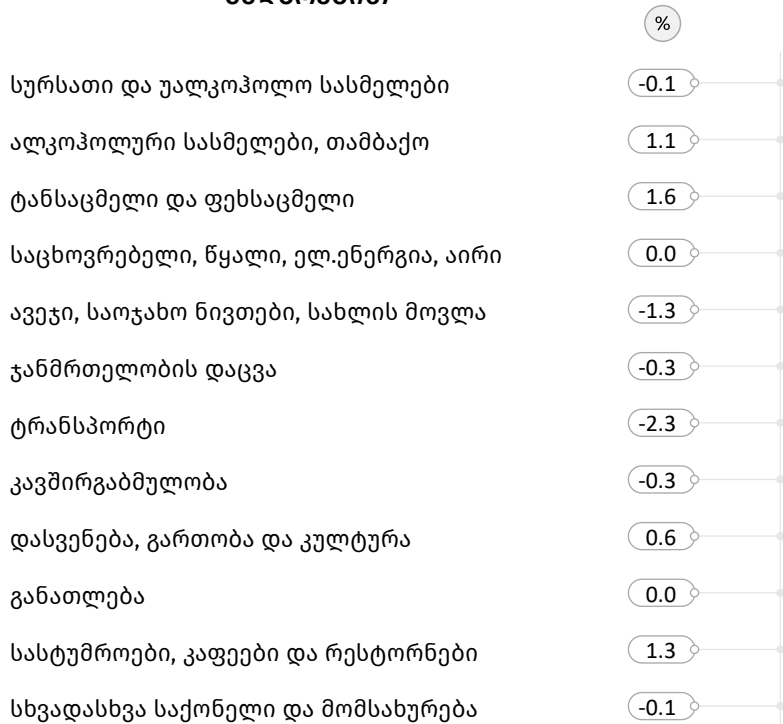 %
სურსათი და უალკოჰოლო სასმელები -0.1
ალკოჰოლური სასმელები, თამბაქო 1.1
ტანსაცმელი და ფეხსაცმელი 1.6
საცხოვრებელი, წყალი, ელ.ენერგია, აირი 0.0
ავეჯი, საოჯახო ნივთები, სახლის მოვლა -1.3
ჯანმრთელობის დაცვა -0.3
ტრანსპორტი -2.3
კავშირგაბმულობა -0.3
დასვენება, გართობა და კულტურა 0.6
განათლება 0.0
სასტუმროები, კაფეები და რესტორნები 1.3
სხვადასხვა საქონელი და მომსახურება -0.1